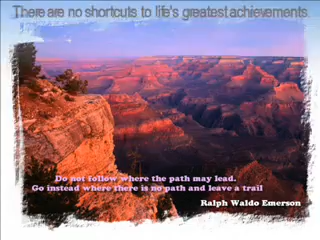 There are no shortcuts to life's greatest achievements.
Do not follow where the path may lead.
Go instead where there is no path and leave a trail
Ralph Waldo Emerson